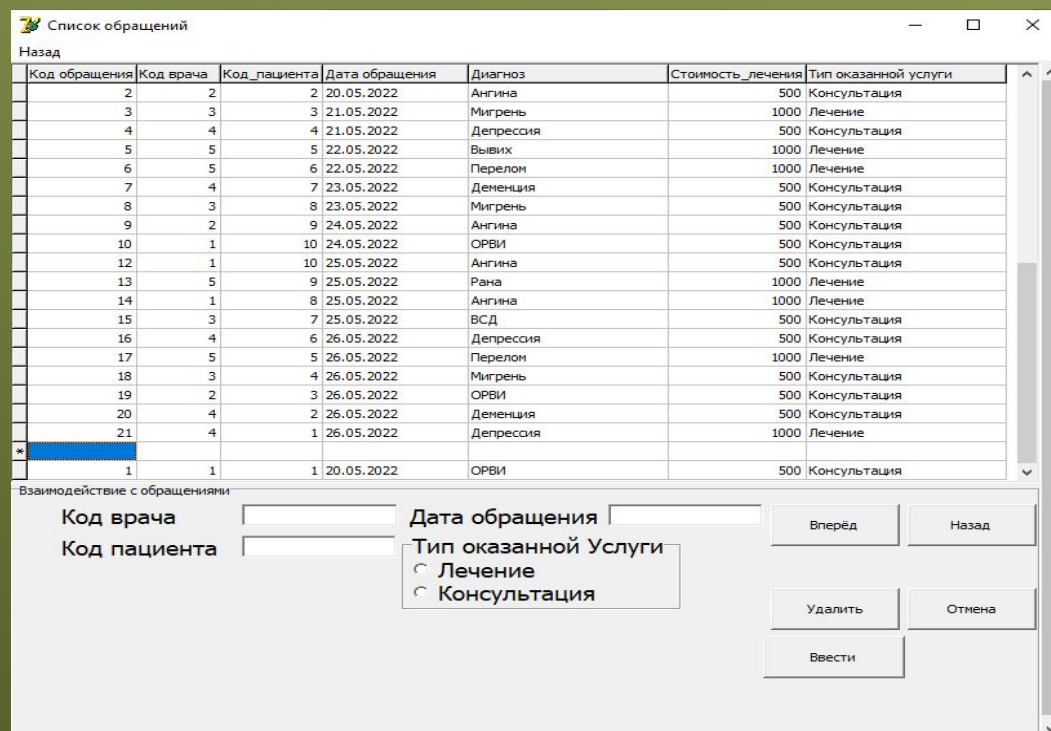 Список обращений
Назад
Код обращения Код врача Код_пациента Дата обращения Диагноз Стоимость_лечения Тип оказанной услуги
2 2 2 20.05.2022 Ангина 500 Консультация
3 3 3 21.05.2022 Мигрень 1000 Лечение
4 4 4 21.05.2022 Депрессия 500 Консультация
5 5 5 22.05.2022 Вывих 1000 Лечение
6 5 6 22.05.2022 Перелом 1000 Лечение
7 4 7 23.05.2022 Деменция 500 Консультация
8 3 8 23.05.2022 Мигрень 500 Консультация
9 2 9 24.05.2022 Ангина 500 Консультация
10 1 10 24.05.2022 ОРВИ 500 Консультация
12 1 10 25.05.2022 Ангина 500 Консультация
13 5 9 25.05.2022 Рана 1000 Лечение
14 1 8 25.05.2022 Ангина 1000 Лечение
15 3 7 25.05.2022 ВСД 500 Консультация
16 4 6 26.05.2022 Депрессия 500 Консультация
17 5 5 26.05.2022 Перелом 1000 Лечение
18 3 4 26.05.2022 Мигрень 500 Консультация
19 2 3 26.05.2022 ОРВИ 500 Консультация
20 4 2 26.05.2022 Деменция 500 Консультация
21 4 1 26.05.2022 Депрессия 1000 Лечение
*
1 1 1 20.05.2022 ОРВИ 500 Консультация
Взаимодействие с обращениями
Код врача Дата обращения Вперёд Назад
Код пациента Тип оказанной Услуги
Лечение
Консультация
Удалить Отмена
Ввести